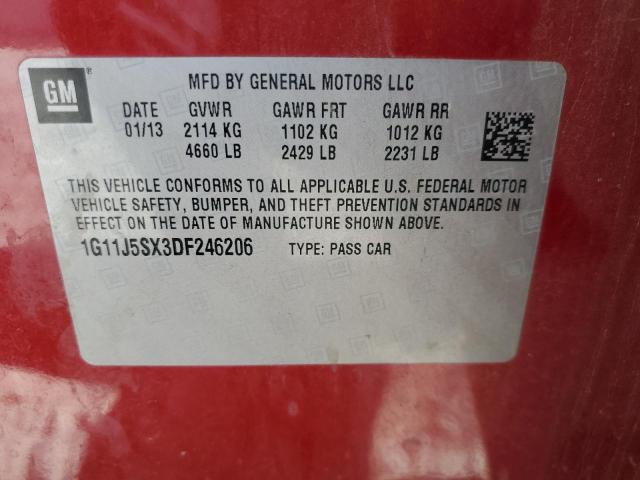 GM ®
MFD BY GENERAL MOTORS LLC
DATE GVWR GAWR FRT GAWR RR
01/13 2114 KG 1102 KG 1012 KG
4660 LB 2429 LB 2231 LB
THIS VEHICLE CONFORMS TO ALL APPLICABLE U.S. FEDERAL MOTOR
VEHICLE SAFETY, BUMPER, AND THEFT PREVENTION STANDARDS IN
EFFECT ON THE DATE OF MANUFACTURE SHOWN ABOVE.
1G11J5SX3DF246206 TYPE: PASS CAR